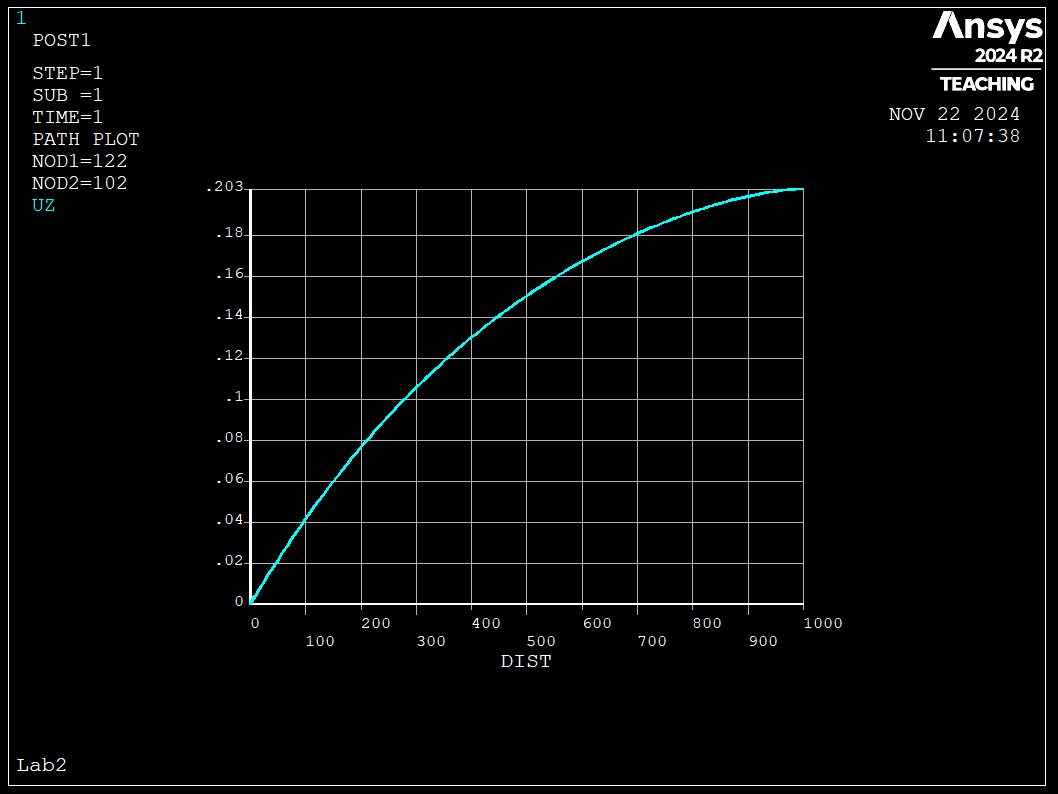 1
POST1
STEP=1
SUB =1
TIME=1
PATH PLOT
NOD1=122
NOD2=102
UZ
Ansys
2024 R2
TEACHING
NOV 22 2024
11:07:38
.203
.18
.16
.14
.12
.1
.08
.06
.04
.02
0
0
100
200
300
400
500
600
700
800
900
1000
DIST
Lab2